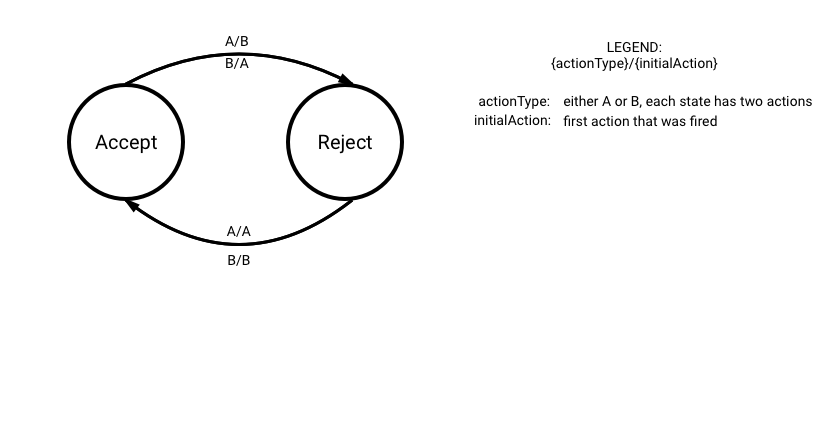 A/B
B/A
Accept
Reject
A/A
B/B
LEGEND:
{actionType}/{initialAction}
actionType: either A or B, each state has two actions
initialAction: first action that was fired